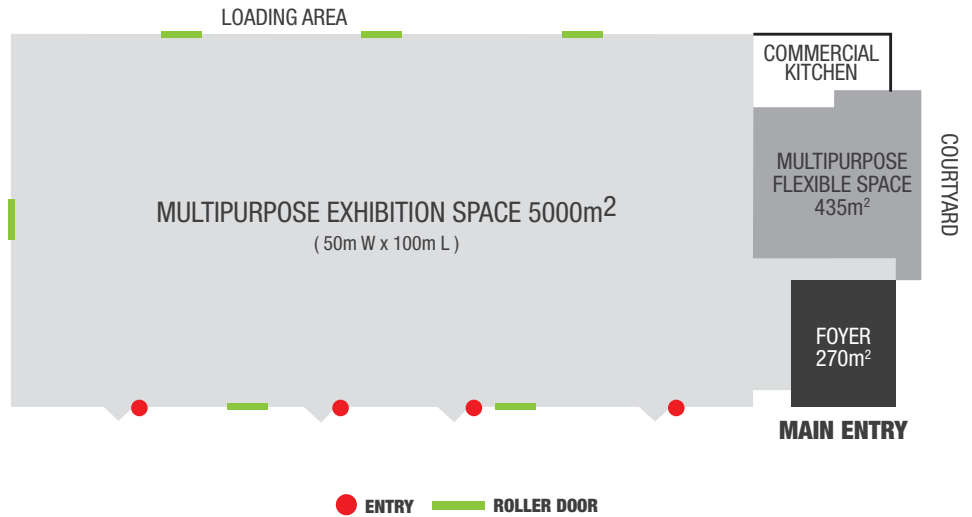 LOADING AREA
COMMERCIAL
KITCHEN
MULTIPURPOSE
FLEXIBLE SPACE
435m²
COURTYARD
MULTIPURPOSE EXHIBITION SPACE 5000m²
( 50m W x 100m L )
FOYER
270m²
MAIN ENTRY
ENTRY
ROLLER DOOR